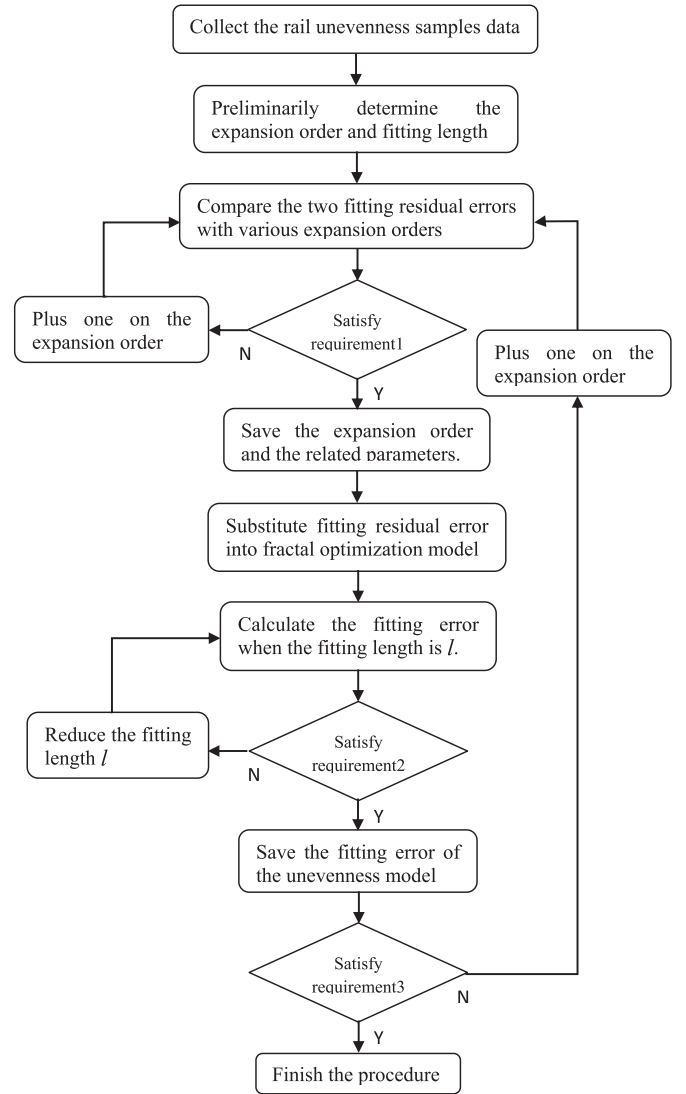 Collect the rail unevenness samples data
Preliminarily determine the
expansion order and fitting length
Compare the two fitting residual errors
with various expansion orders
Plus one on the
expansion order
N
Satisfy
requirement1
Y
Plus one on the
expansion order
Save the expansion order
and the related parameters.
Substitute fitting residual error
into fractal optimization model
Calculate the fitting error
when the fitting length is l.
Reduce the fitting
length l
N
Satisfy
requirement2
Y
Save the fitting error of
the unevenness model
Satisfy
requirement3
N
Y
Finish the procedure